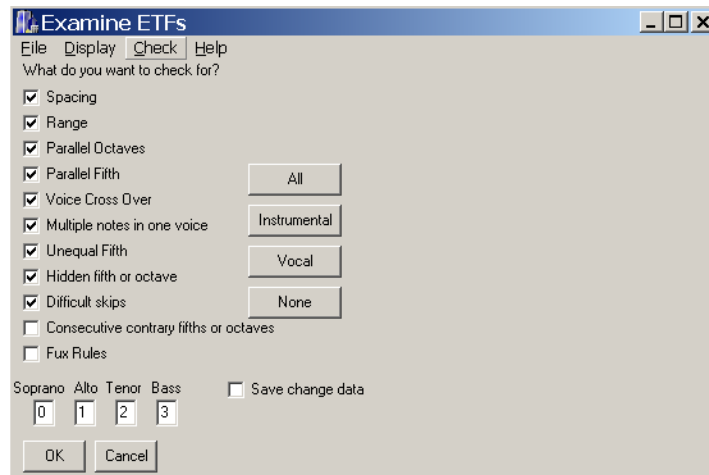 Examine ETFs
File Display Check Help
What do you want to check for?
Spacing
Range
Parallel Octaves
Parallel Fifth
All
Voice Cross Over
Multiple notes in one voice
Instrumental
Unequal Fifth
Vocal
Hidden fifth or octave
Difficult skips
None
Consecutive contrary fifths or octaves
Fux Rules
Soprano Alto Tenor Bass
Save change data
0 1 2 3
OK Cancel